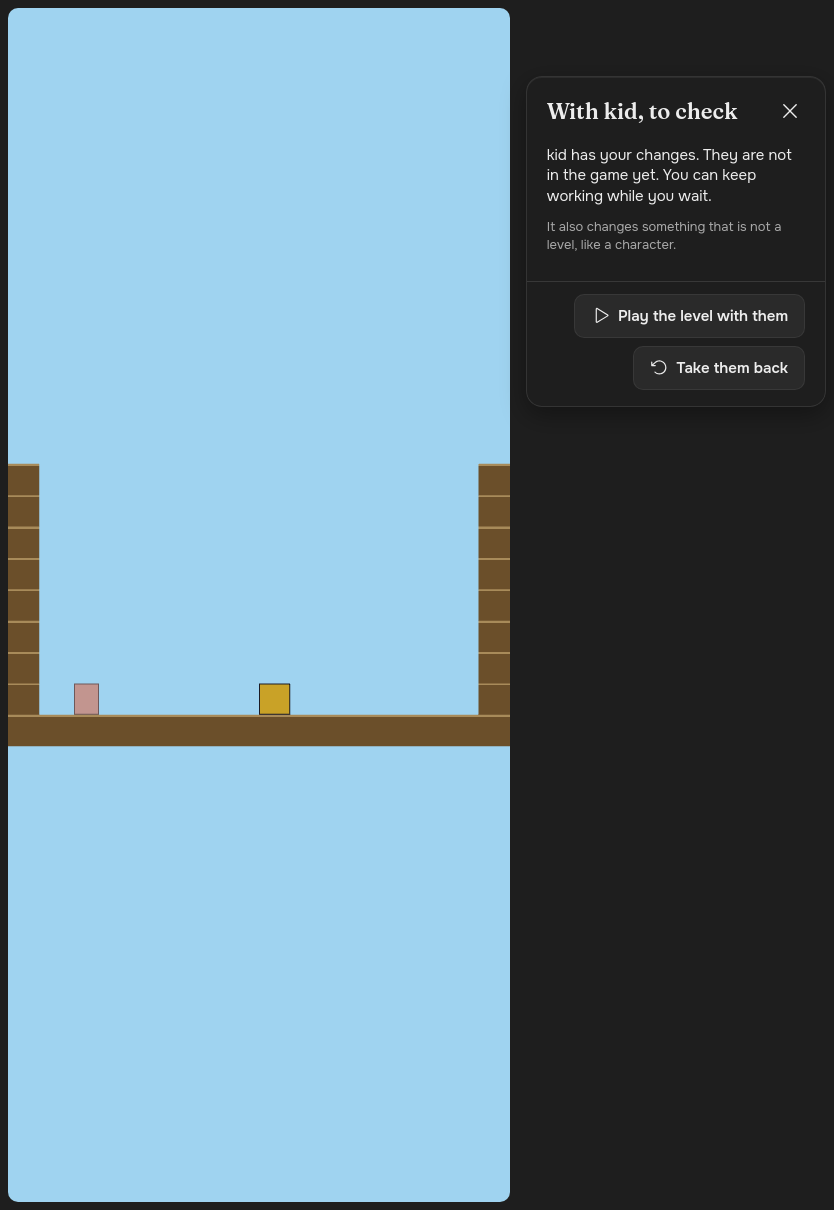 With kid, to check
kid has your changes. They are not
in the game yet. You can keep
working while you wait.
It also changes something that is not a
level, like a character.
Play the level with them
Take them back